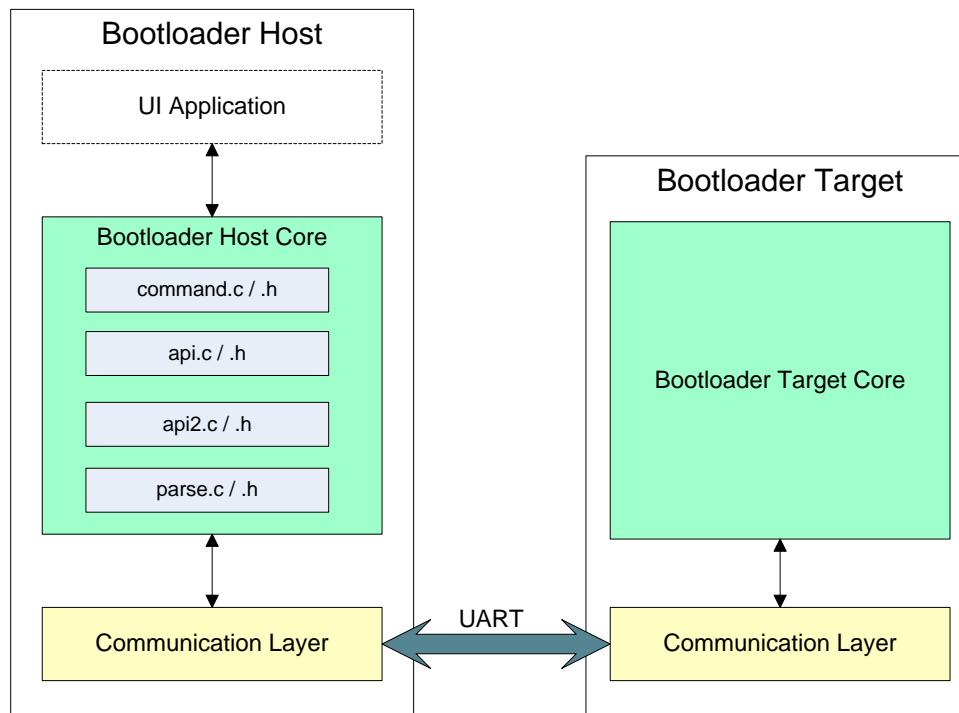 Bootloader Host
UI Application
Bootloader Host Core
command.c / .h
api.c / .h
api2.c / .h
parse.c / .h
Communication Layer
UART
Bootloader Target
Bootloader Target Core
Communication Layer